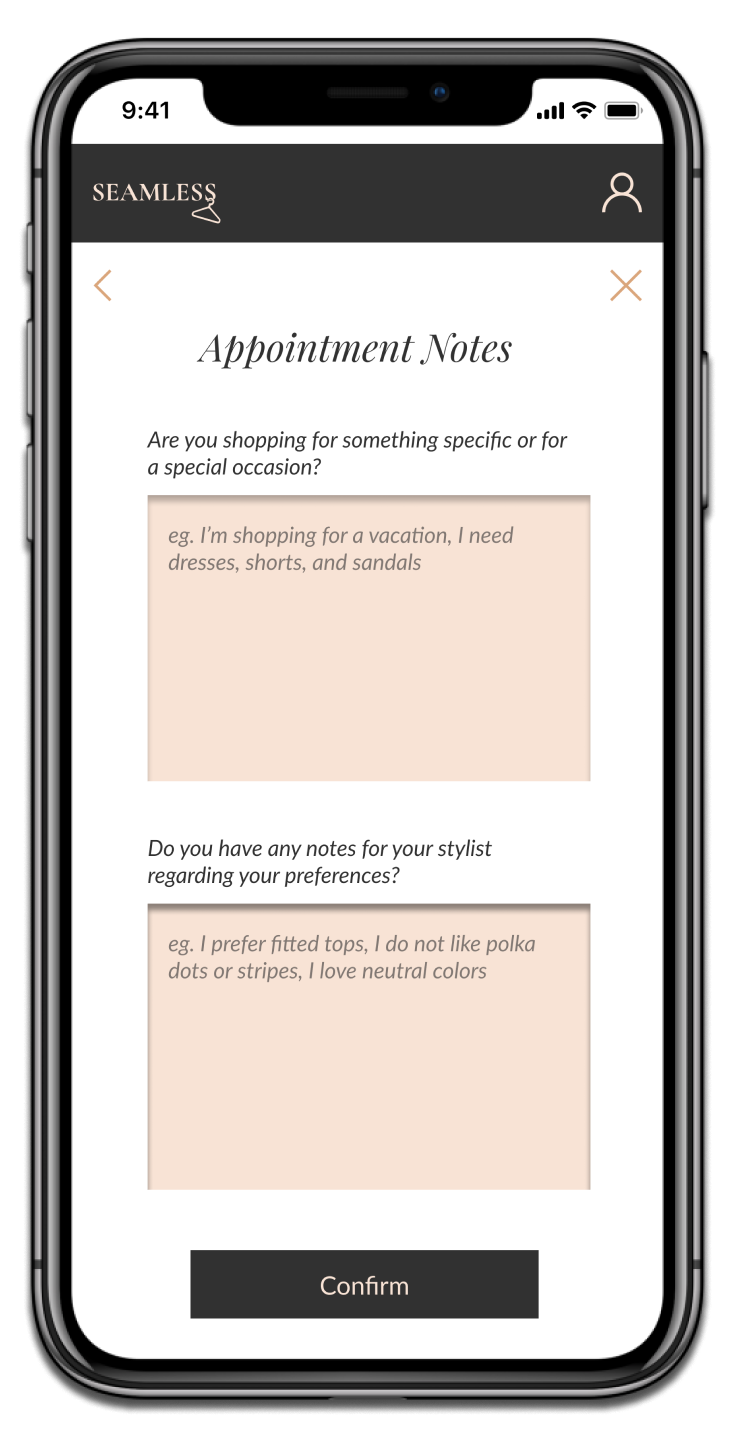 9:41
SEAMLESS
Appointment Notes
Are you shopping for something specific or for
a special occasion?
eg. I'm shopping for a vacation, I need
dresses, shorts, and sandals
Do you have any notes for your stylist
regarding your preferences?
eg. I prefer fitted tops, I do not like polka
dots or stripes, I love neutral colors
Confirm